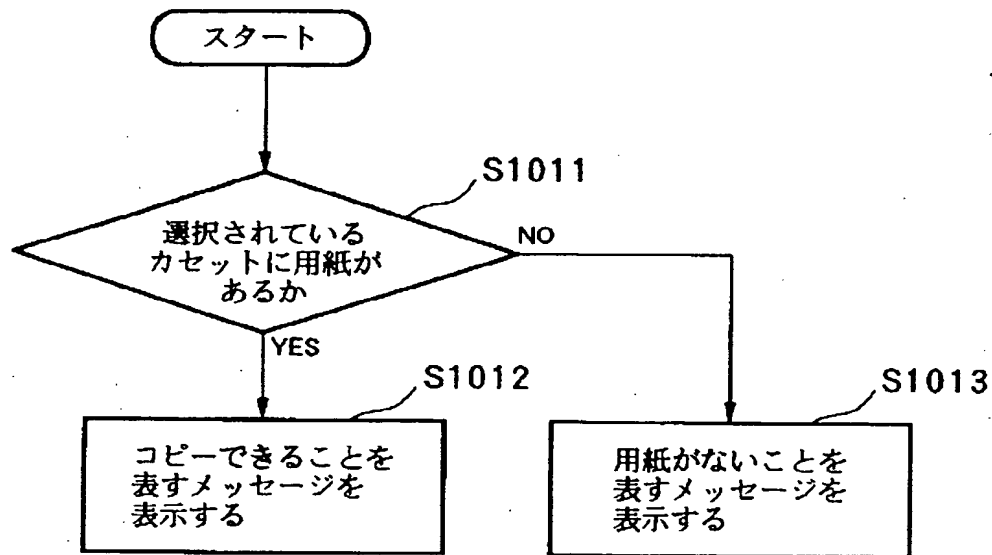 スタート
S1011
選択されている
カセットに用紙が
あるか
NO
YES
S1012
コピーできることを
表すメッセージを
表示する
S1013
用紙がないことを
表すメッセージを
表示する